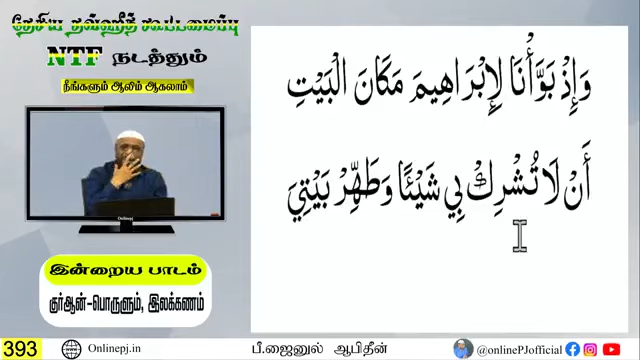 தேசிய தவ்ஹீத் கூட்டமைப்பு
NTF நடத்தும்
நீங்களும் ஆலிம் ஆகலாம்
Onlinepj
இன்றைய பாடம்
குர்ஆன்-பொருளும், இலக்கணம்
وَإِذْ بَوَّأْنَا لِإِبْرَاهِيمَ مَكَانَ الْبَيْتِ
أَنْ لَا تُشْرِكْ بِي شَيْئًا وَطَهِّرْ بَيْتِيَ
393 Onlinepj.in பீ.ஜைனுல் ஆபிதீன் @onlinePJofficial